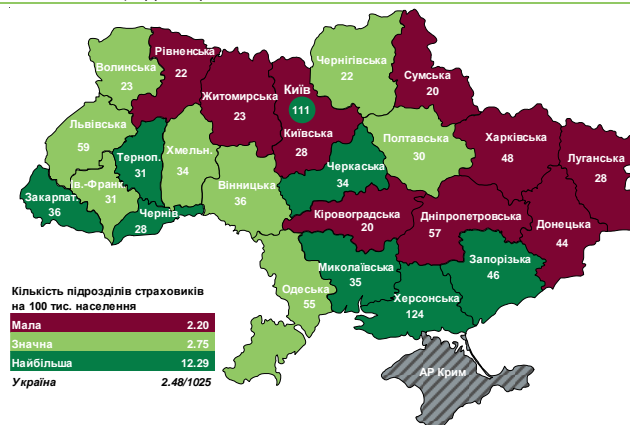 Волинська
23
Рівненська
22
Житомирська
23
Київ
111
Київська
28
Чернігівська
22
Сумська
20
Львівська
59
Терноп.
31
Хмельн.
34
Вінницька
36
Черкаська
34
Полтавська
30
Харківська
48
Луганська
28
Закарпат.
36
Ів.-Франк.
31
Чернів.
28
Кіровоградська
20
Дніпропетровська
57
Донецька
44
Одеська
55
Миколаївська
35
Херсонська
124
Запорізька
46
АР Крим
Кількість підрозділів страховиків
на 100 тис. населення
Мала 2.20
Значна 2.75
Найбільша 12.29
Україна 2.48/1025